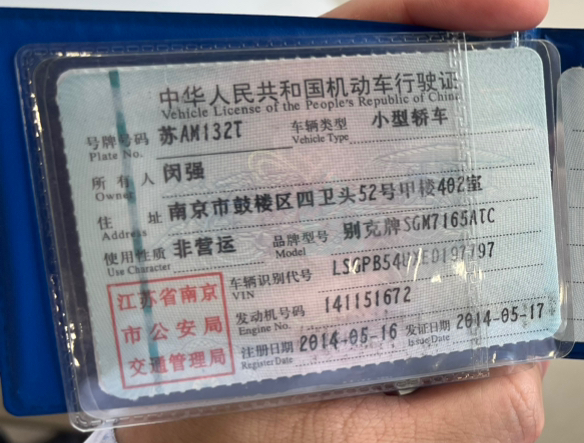 中华人民共和国机动车行驶证
Vehicle License of the People's Republic of China
号牌号码 苏AM132T 车辆类型 小型轿车
Plate No. Vehicle Type
所有人 闵强
Owner
住址 南京市鼓楼区四卫头52号甲楼402室
Address
使用性质 非营运 品牌型号 别克牌SGM7165ATC
Use Character Model
江苏省南京
市公安局
交通管理局
车辆识别代号
VIN
发动机号码 141151672
Engine No.
注册日期 2014-05-16 发证日期 2014-05-17
Register Date Issue Date